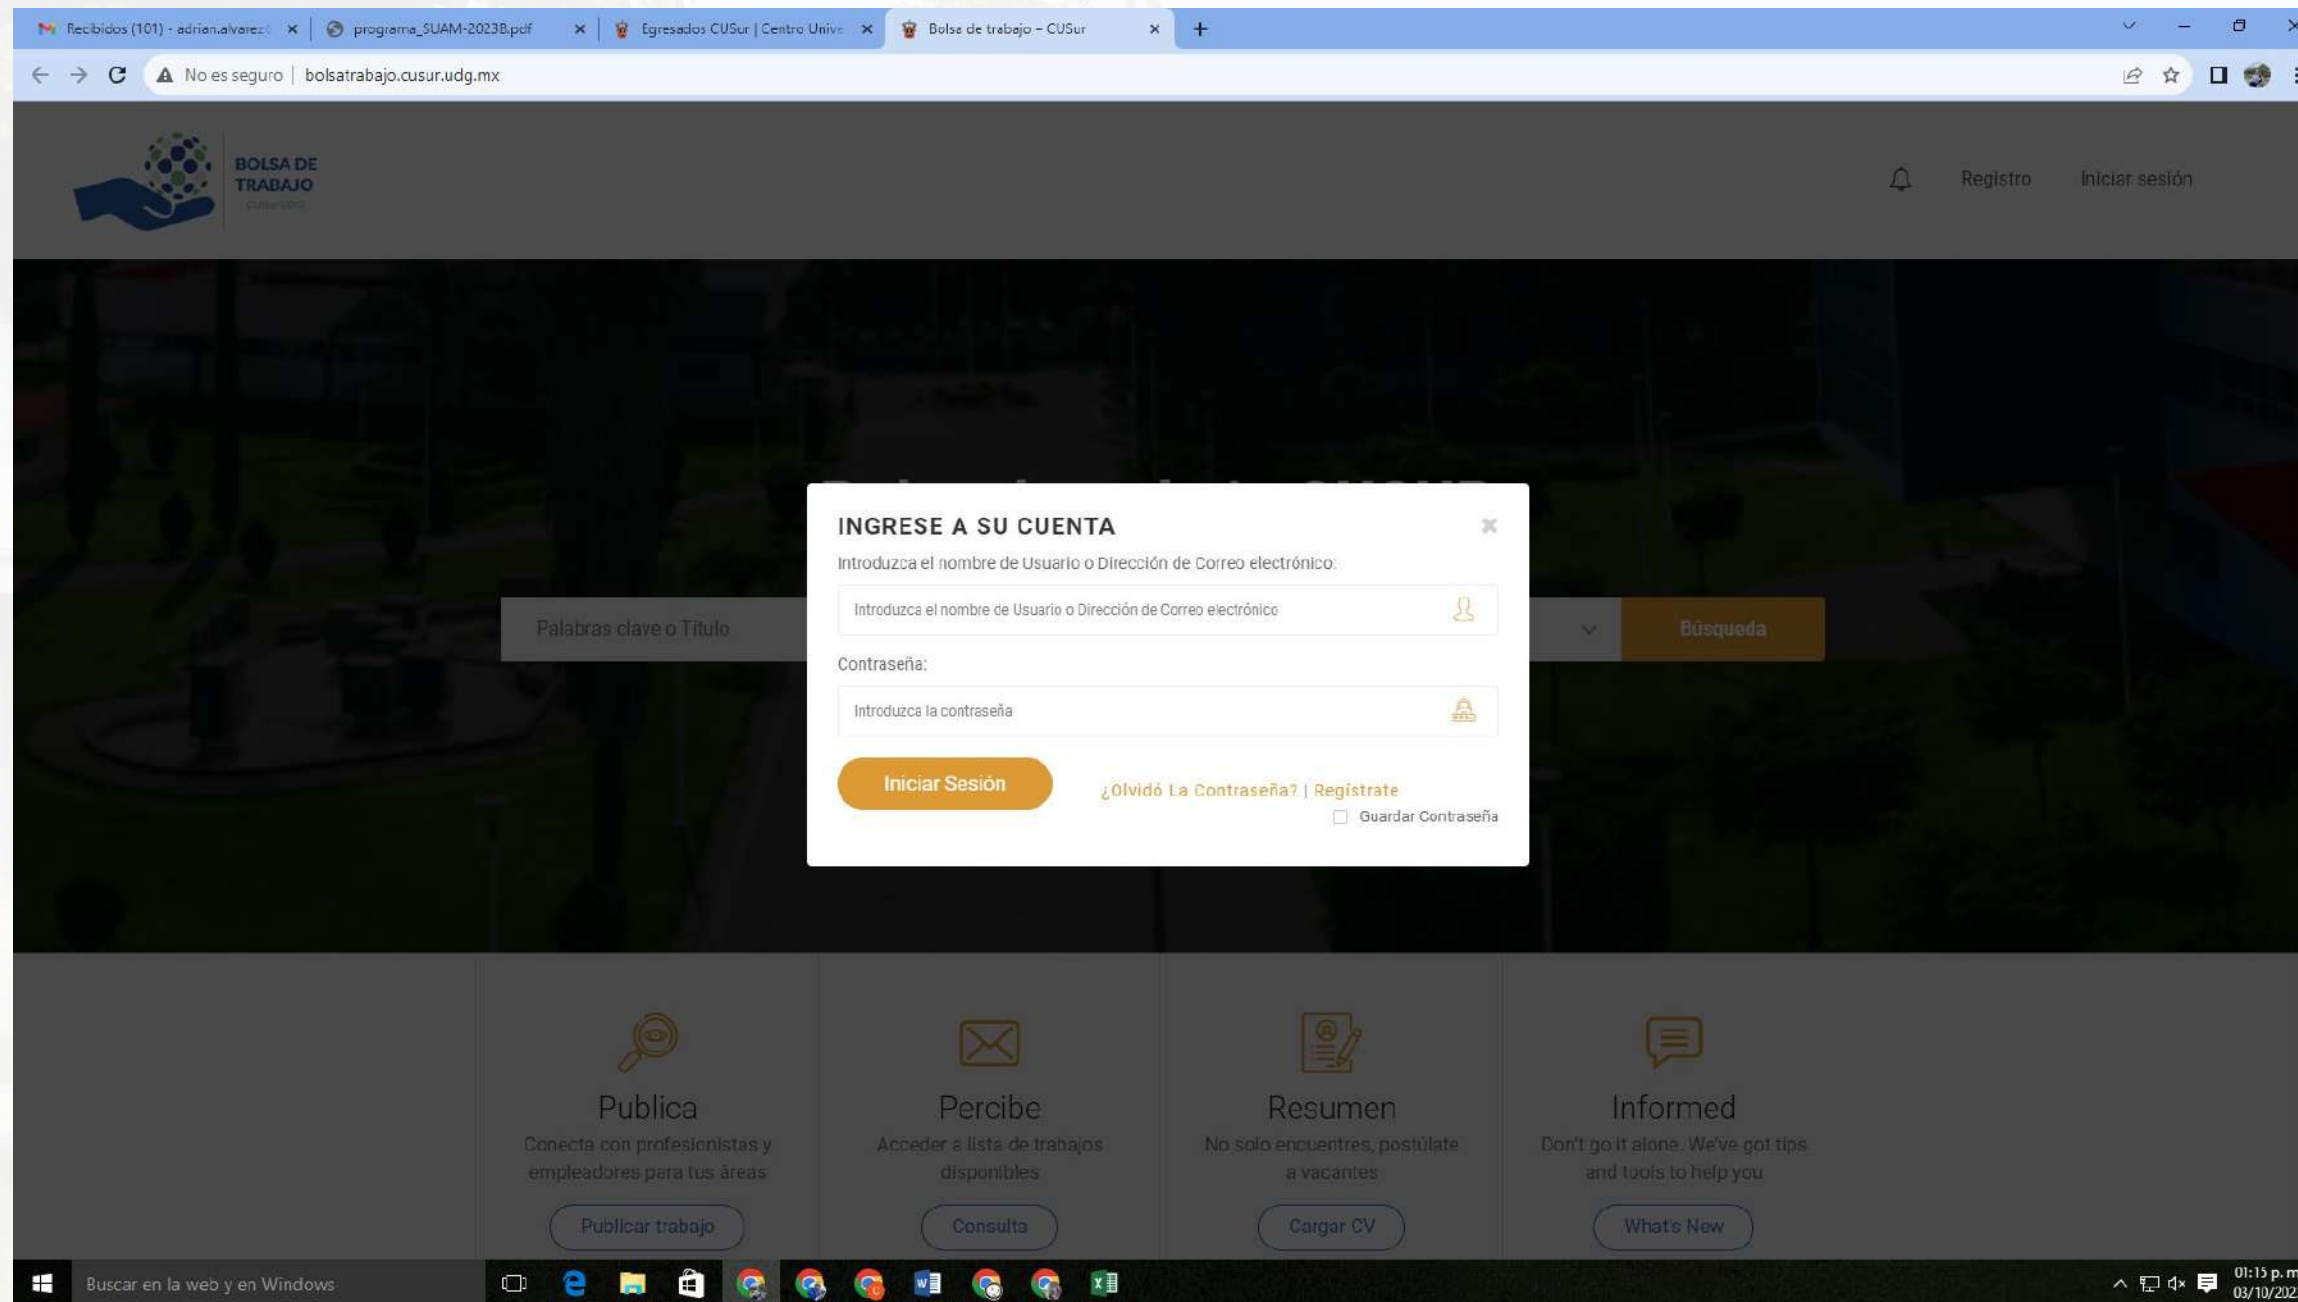 Recibidos (101) - adrian.alvarez
programa_SUAM-2023B.pdf
Egresados CUSur | Centro Unive
Bolsa de trabajo – CUSur
No es seguro | bolsatrabajo.cusur.udg.mx
BOLSA DE
TRABAJO
Registro
Iniciar sesión
INGRESE A SU CUENTA
Introduzca el nombre de Usuario o Dirección de Correo electrónico:
Introduzca el nombre de Usuario o Dirección de Correo electrónico
Palabras clave o Título
Búsqueda
Contraseña:
Introduzca la contraseña
Iniciar Sesión
¿Olvidó La Contraseña? | Regístrate
Guardar Contraseña
Publica
Conecta con profesionistas y
empleadores para tus áreas
Publicar trabajo
Percibe
Acceder a lista de trabajos
disponibles
Consulta
Resumen
No solo encuentres, postúlate
a vacantes
Cargar CV
Informed
Don't go it alone. We've got tips
and tools to help you
What's New
Buscar en la web y en Windows
01:15 p. m
03/10/202